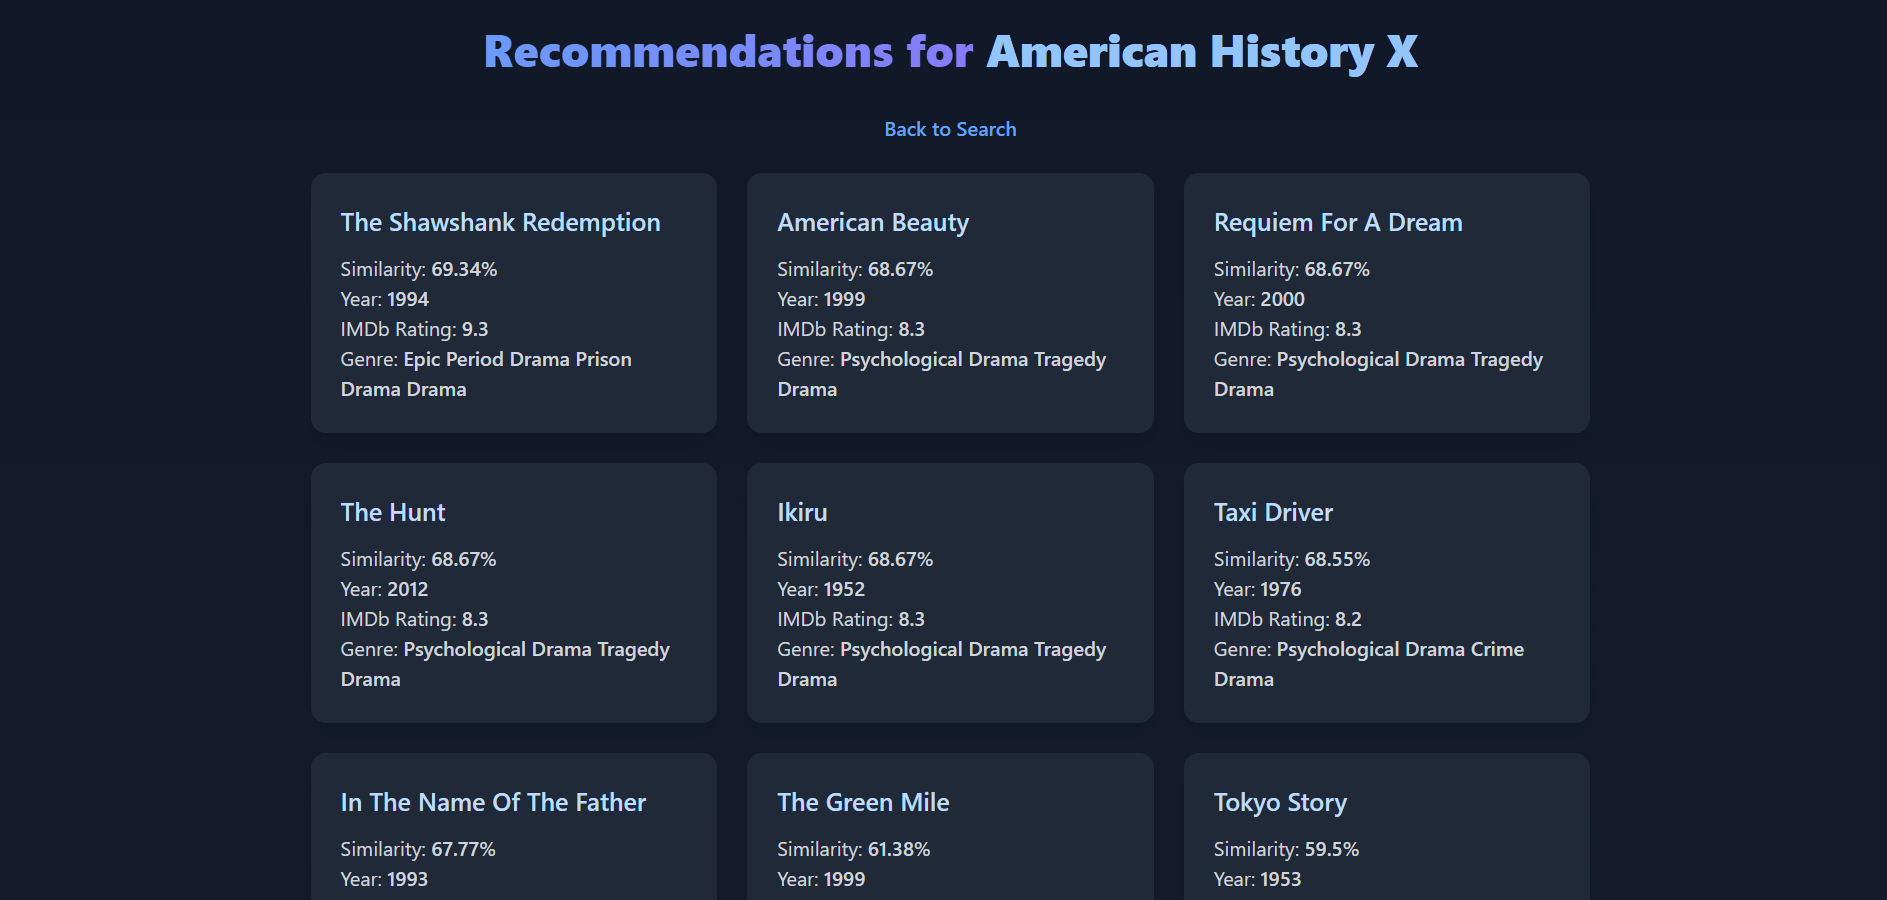 Recommendations for American History X
Back to Search
The Shawshank Redemption
Similarity: 69.34%
Year: 1994
IMDb Rating: 9.3
Genre: Epic Period Drama Prison
Drama Drama
American Beauty
Similarity: 68.67%
Year: 1999
IMDb Rating: 8.3
Genre: Psychological Drama Tragedy
Drama
Requiem For A Dream
Similarity: 68.67%
Year: 2000
IMDb Rating: 8.3
Genre: Psychological Drama Tragedy
Drama
The Hunt
Similarity: 68.67%
Year: 2012
IMDb Rating: 8.3
Genre: Psychological Drama Tragedy
Drama
Ikiru
Similarity: 68.67%
Year: 1952
IMDb Rating: 8.3
Genre: Psychological Drama Tragedy
Drama
Taxi Driver
Similarity: 68.55%
Year: 1976
IMDb Rating: 8.2
Genre: Psychological Drama Crime
Drama
In The Name Of The Father
Similarity: 67.77%
Year: 1993
The Green Mile
Similarity: 61.38%
Year: 1999
Tokyo Story
Similarity: 59.5%
Year: 1953